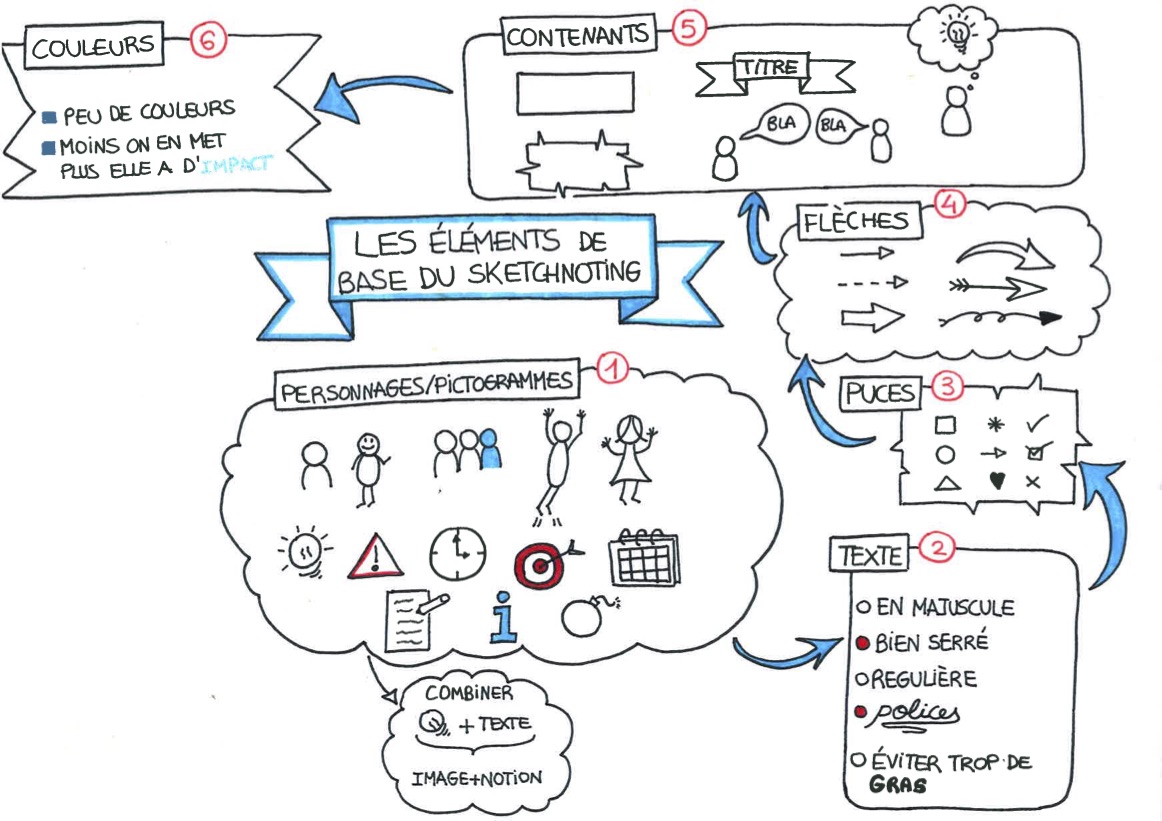 LES ÉLÉMENTS DE
BASE DU SKETCHNOTING
PERSONNAGES/PICTOGRAMMES
1
COMBINER
+ TEXTE
IMAGE+NOTION
TEXTE
2
EN MAJUSCULE
BIEN SERRÉ
REGULIÈRE
polices
ÉVITER TROP DE
GRAS
PUCES
3
FLÈCHES
4
CONTENANTS
5
TITRE
BLA
BLA
COULEURS
6
PEU DE COULEURS
MOINS ON EN MET
PLUS ELLE A D'IMPACT